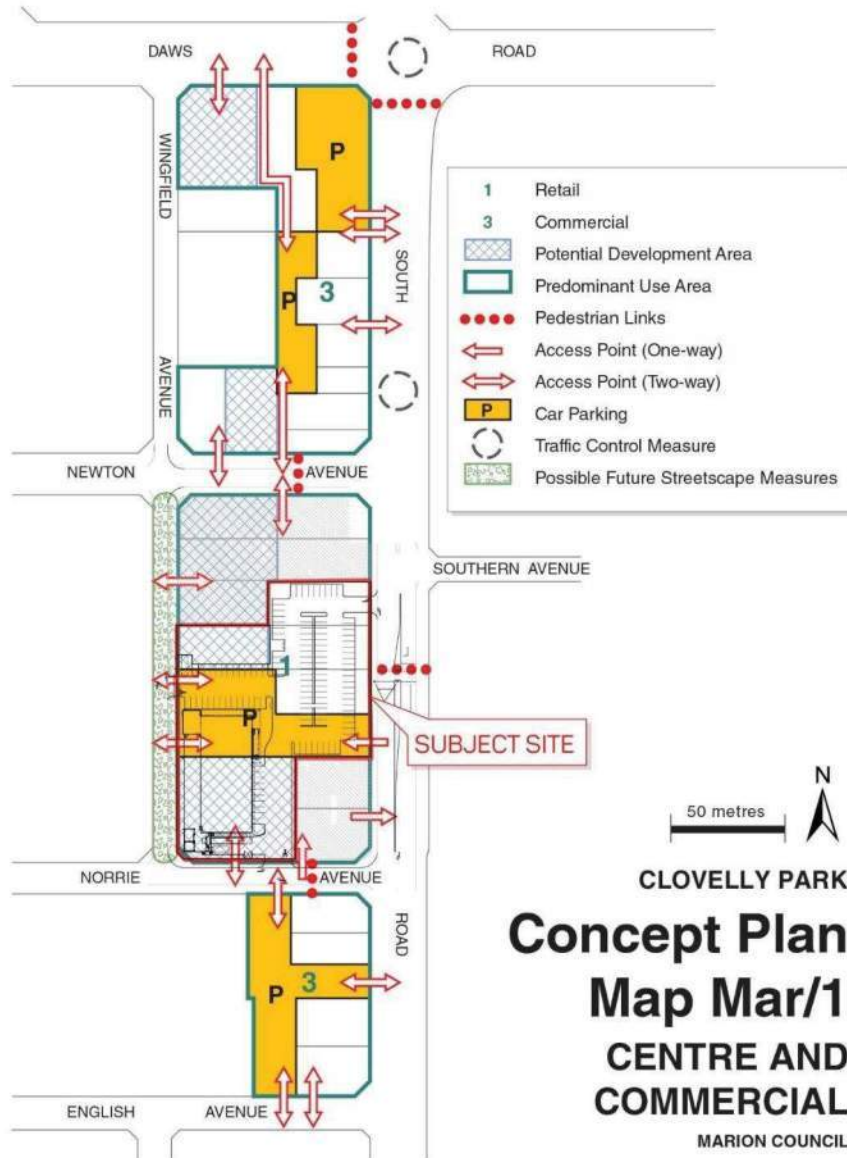 DAWS ROAD
WINGFIELD
AVENUE
P
SOUTH
3
P
NEWTON AVENUE
SOUTHERN AVENUE
1
P
SUBJECT SITE
NORRIE AVENUE
ROAD
P
3
ENGLISH AVENUE
1 Retail
3 Commercial
Potential Development Area
Predominant Use Area
Pedestrian Links
Access Point (One-way)
Access Point (Two-way)
P Car Parking
Traffic Control Measure
Possible Future Streetscape Measures
50 metres
N
CLOVELLY PARK
Concept Plan
Map Mar/1
CENTRE AND
COMMERCIAL
MARION COUNCIL